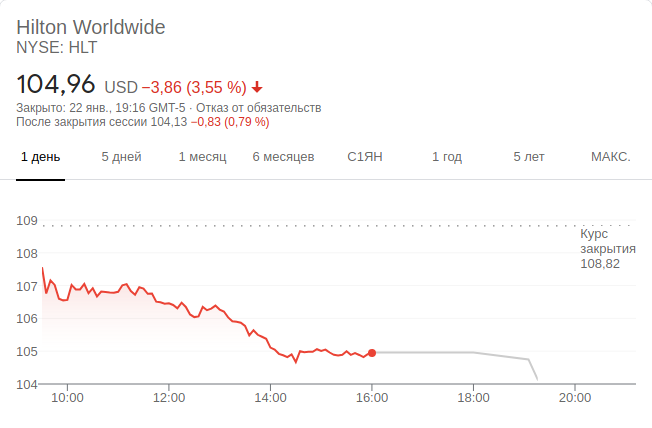 Hilton Worldwide
NYSE: HLT
104,96 USD −3,86 (3,55 %)
Закрыто: 22 янв., 19:16 GMT-5 · Отказ от обязательств
После закрытия сессии 104,13 −0,83 (0,79 %)
1 день 5 дней 1 месяц 6 месяцев С1ЯН 1 год 5 лет МАКС.
109
Курс
закрытия
108,82
108
107
106
105
104
10:00 12:00 14:00 16:00 18:00 20:00